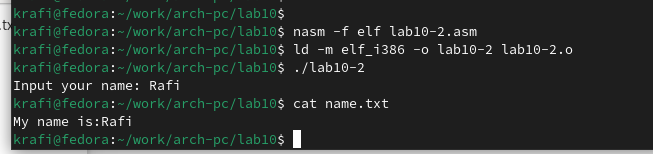 krafi@fedora:~/work/arch-pc/lab10$
krafi@fedora:~/work/arch-pc/lab10$ nasm -f elf lab10-2.asm
krafi@fedora:~/work/arch-pc/lab10$ ld -m elf_i386 -o lab10-2 lab10-2.o
krafi@fedora:~/work/arch-pc/lab10$ ./lab10-2
Input your name: Rafi
krafi@fedora:~/work/arch-pc/lab10$ cat name.txt
My name is:Rafi
krafi@fedora:~/work/arch-pc/lab10$